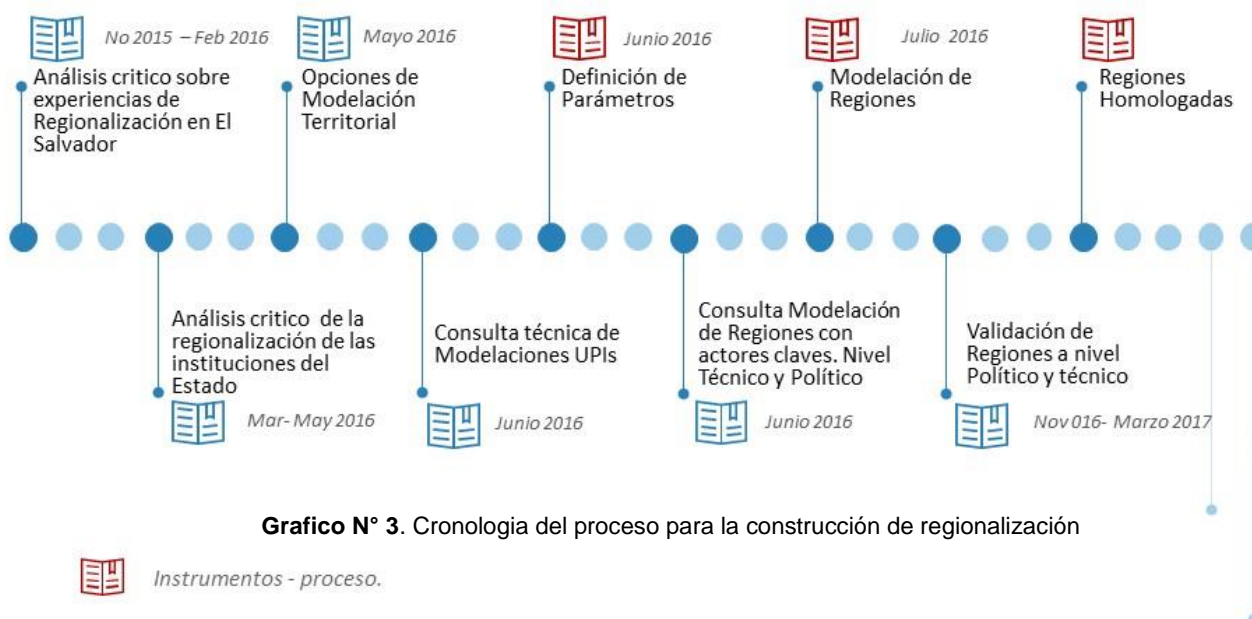 No 2015 – Feb 2016
Análisis critico sobre
experiencias de
Regionalización en El
Salvador
Mayo 2016
Opciones de
Modelación
Territorial
Junio 2016
Definición de
Parámetros
Julio 2016
Modelación de
Regiones
Regiones
Homologadas
Análisis critico de la
regionalización de las
instituciones del
Estado
Mar- May 2016
Consulta técnica de
Modelaciones UPIs
Junio 2016
Consulta Modelación
de Regiones con
actores claves. Nivel
Técnico y Político
Junio 2016
Validación de
Regiones a nivel
Político y técnico
Nov 016- Marzo 2017
Grafico N° 3. Cronologia del proceso para la construcción de regionalización
Instrumentos - proceso.